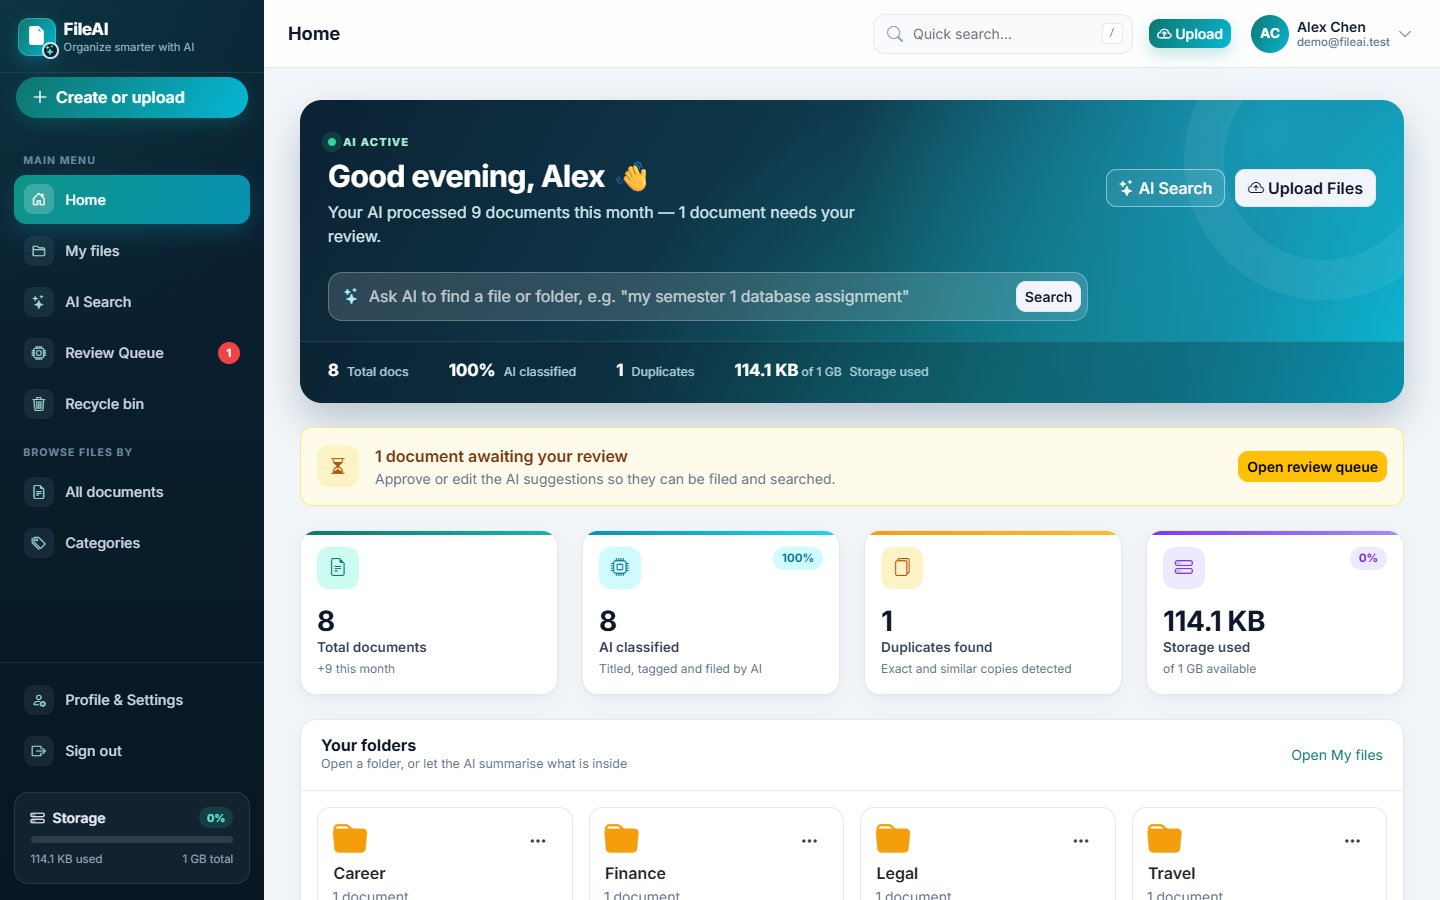 FileAI
Organize smarter with AI
+ Create or upload
MAIN MENU
Home
My files
AI Search
Review Queue
1
Recycle bin
BROWSE FILES BY
All documents
Categories
Profile & Settings
Sign out
Storage
0%
114.1 KB used
1 GB total
Home
Quick search...
/
Upload
AC
Alex Chen
demo@fileai.test
AI ACTIVE
Good evening, Alex 👋
Your AI processed 9 documents this month — 1 document needs your
review.
AI Search
Upload Files
Ask AI to find a file or folder, e.g. "my semester 1 database assignment"
Search
8 Total docs
100% AI classified
1 Duplicates
114.1 KB of 1 GB Storage used
1 document awaiting your review
Approve or edit the AI suggestions so they can be filed and searched.
Open review queue
8
Total documents
+9 this month
100%
8
AI classified
Titled, tagged and filed by AI
1
Duplicates found
Exact and similar copies detected
0%
114.1 KB
Storage used
of 1 GB available
Your folders
Open a folder, or let the AI summarise what is inside
Open My files
Career
1 document
Finance
1 document
Legal
1 document
Travel
1 document